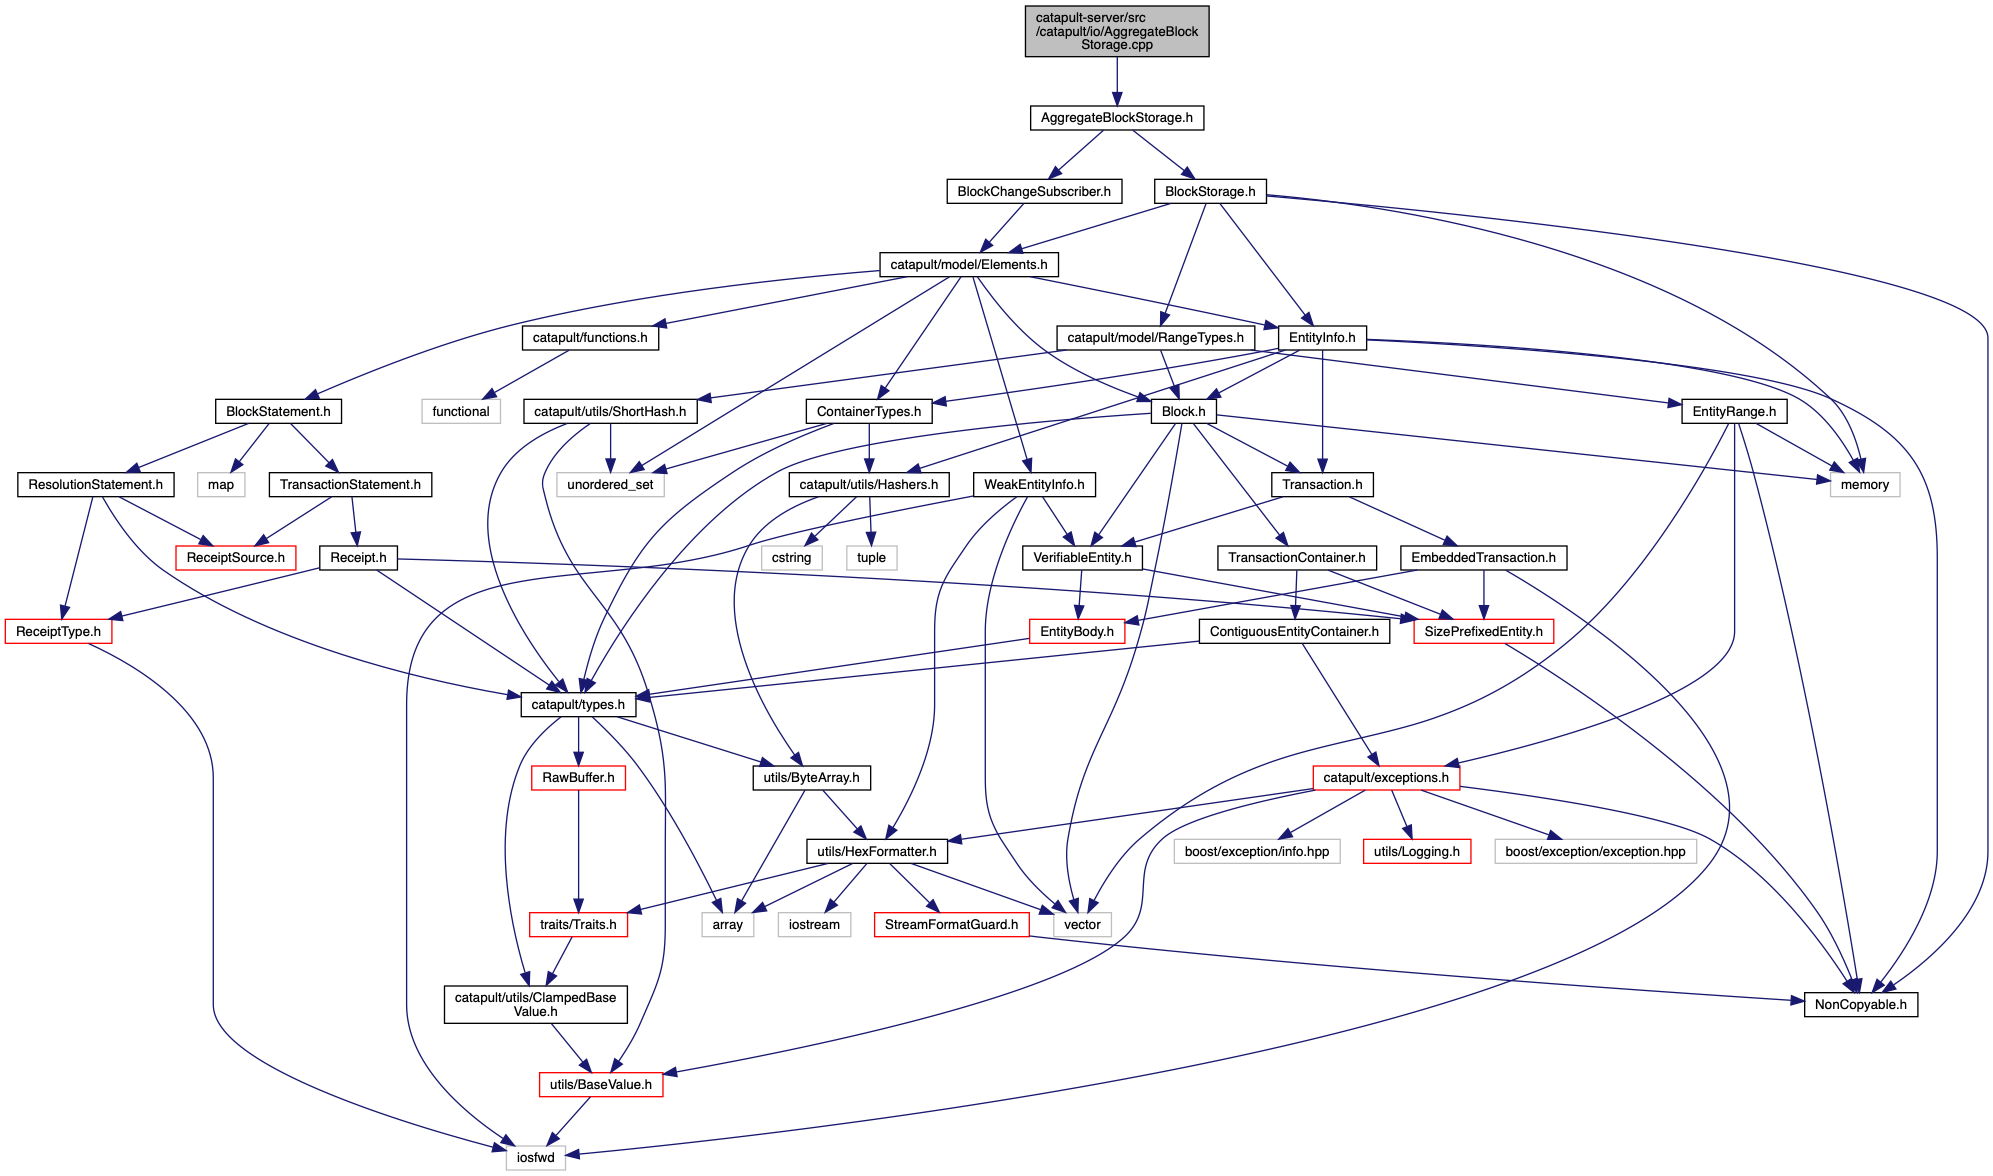 catapult-server/src
/catapult/io/AggregateBlock
Storage.cpp
AggregateBlockStorage.h
BlockChangeSubscriber.h
BlockStorage.h
catapult/model/Elements.h
catapult/functions.h
catapult/model/RangeTypes.h
EntityInfo.h
BlockStatement.h
functional
catapult/utils/ShortHash.h
ContainerTypes.h
Block.h
EntityRange.h
ResolutionStatement.h
map
TransactionStatement.h
unordered_set
catapult/utils/Hashers.h
WeakEntityInfo.h
Transaction.h
memory
ReceiptSource.h
Receipt.h
cstring
tuple
VerifiableEntity.h
TransactionContainer.h
EmbeddedTransaction.h
ReceiptType.h
EntityBody.h
ContiguousEntityContainer.h
SizePrefixedEntity.h
catapult/types.h
RawBuffer.h
utils/ByteArray.h
catapult/exceptions.h
utils/HexFormatter.h
boost/exception/info.hpp
utils/Logging.h
boost/exception/exception.hpp
traits/Traits.h
array
iostream
StreamFormatGuard.h
vector
catapult/utils/ClampedBase
Value.h
NonCopyable.h
utils/BaseValue.h
iosfwd